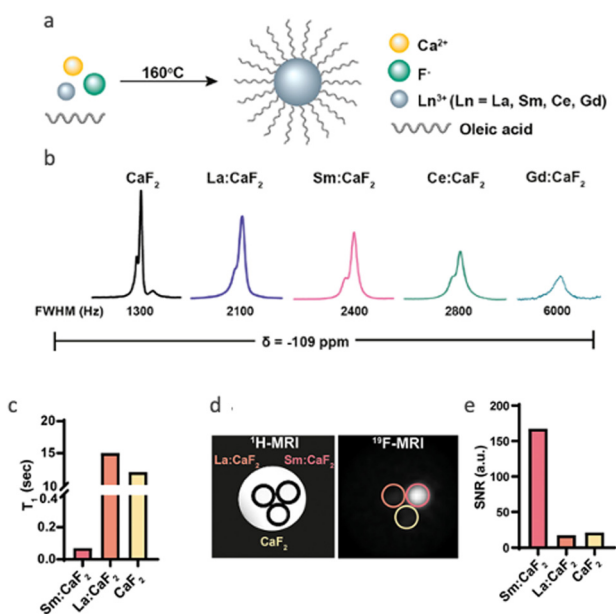 a
160°C
Ca²⁺
F⁻
Ln³⁺ (Ln = La, Sm, Ce, Gd)
Oleic acid
b
CaF₂ La:CaF₂ Sm:CaF₂ Ce:CaF₂ Gd:CaF₂
FWHM (Hz) 1300 2100 2400 2800 6000
δ = -109 ppm
c
T₁ (sec)
20
15
10
0.4
0.2
0.0
Sm:CaF₂ La:CaF₂ CaF₂
d
¹H-MRI ¹⁹F-MRI
La:CaF₂ Sm:CaF₂
CaF₂
e
SNR (a.u.)
200
150
100
50
0
Sm:CaF₂ La:CaF₂ CaF₂